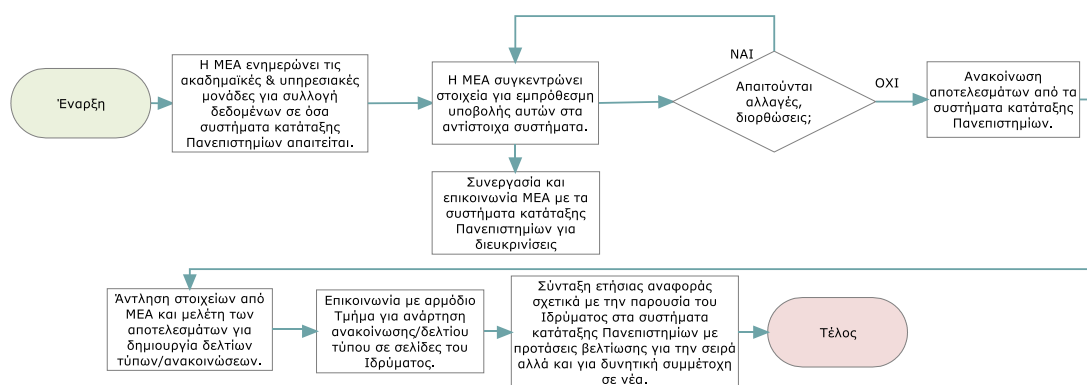 Έναρξη
Η ΜΕΑ ενημερώνει τις
ακαδημαϊκές & υπηρεσιακές
μονάδες για συλλογή
δεδομένων σε όσα
συστήματα κατάταξης
Πανεπιστημίων απαιτείται.
Η ΜΕΑ συγκεντρώνει
στοιχεία για εμπρόθεσμη
υποβολής αυτών στα
αντίστοιχα συστήματα.
Συνεργασία και
επικοινωνία ΜΕΑ με τα
συστήματα κατάταξης
Πανεπιστημίων για
διευκρινίσεις
ΝΑΙ
Απαιτούνται
αλλαγές,
διορθώσεις;
ΟΧΙ
Ανακοίνωση
αποτελεσμάτων από τα
συστήματα κατάταξης
Πανεπιστημίων.
Άντληση στοιχείων από
ΜΕΑ και μελέτη των
αποτελεσμάτων για
δημιουργία δελτίων
τύπων/ανακοινώσεων.
Επικοινωνία με αρμόδιο
Τμήμα για ανάρτηση
ανακοίνωσης/δελτίου
τύπου σε σελίδες του
Ιδρύματος.
Σύνταξη ετήσιας αναφοράς
σχετικά με την παρουσία του
Ιδρύματος στα συστήματα
κατάταξης Πανεπιστημίων με
προτάσεις βελτίωσης για την σειρά
αλλά και για δυνητική συμμέτοχη
σε νέα.
Τέλος